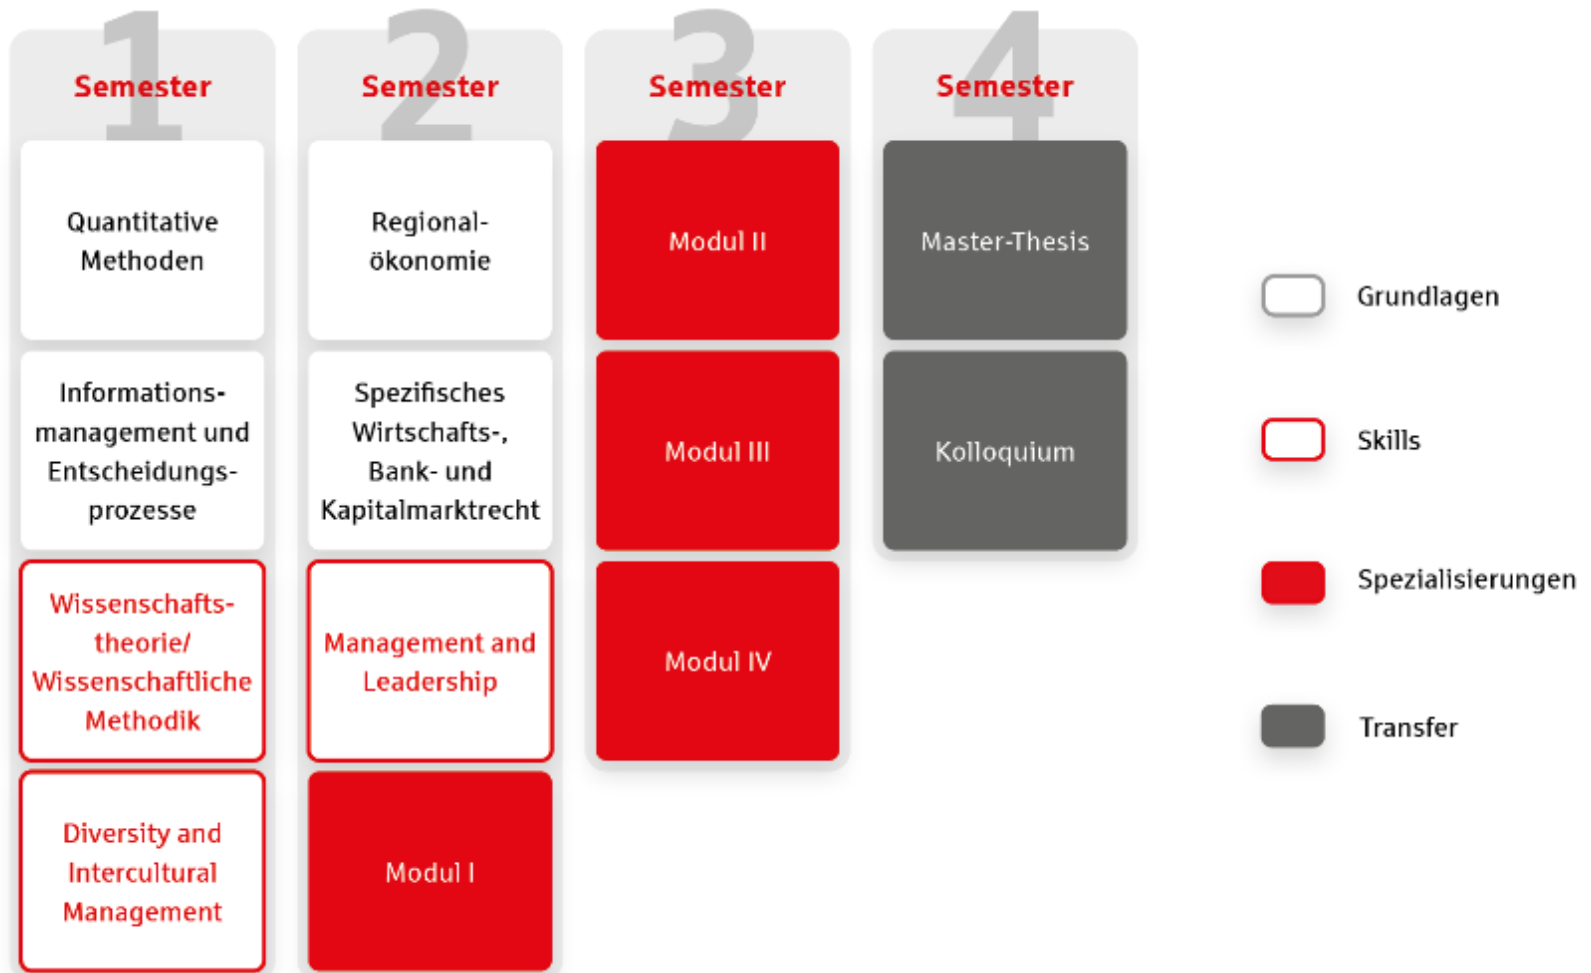 1
Semester
Quantitative
Methoden
Informations-
management und
Entscheidungs-
prozesse
Wissenschafts-
theorie/
Wissenschaftliche
Methodik
Diversity and
Intercultural
Management
2
Semester
Regional-
ökonomie
Spezifisches
Wirtschafts-,
Bank- und
Kapitalmarktrecht
Management and
Leadership
Modul I
3
Semester
Modul II
Modul III
Modul IV
4
Semester
Master-Thesis
Kolloquium
Grundlagen
Skills
Spezialisierungen
Transfer